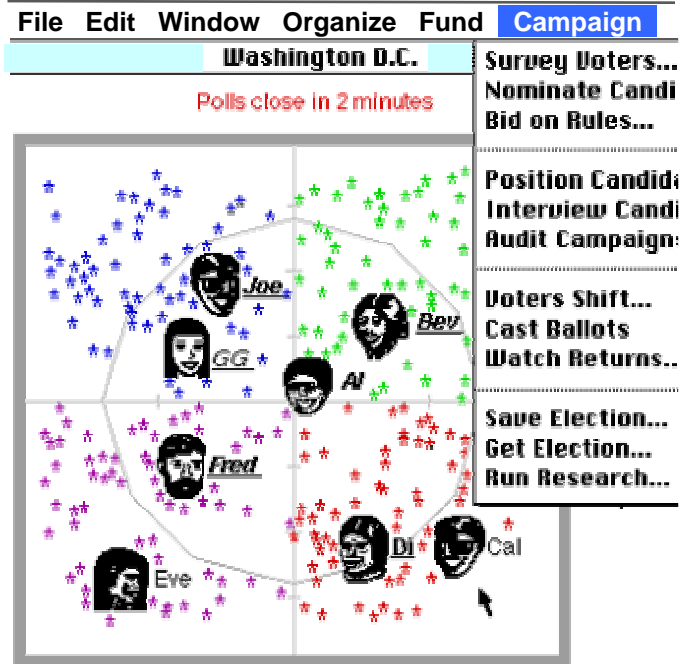 File Edit Window Organize Fund Campaign
Washington D.C.
Polls close in 2 minutes
Survey Voters...
Nominate Candi
Bid on Rules...
Position Candida
Interview Candi
Audit Campaign
Voters Shift...
Cast Ballots
Watch Returns..
Save Election...
Get Election...
Run Research...
Joe
Bev
GG
Al
Fred
Di
Cal
Eve